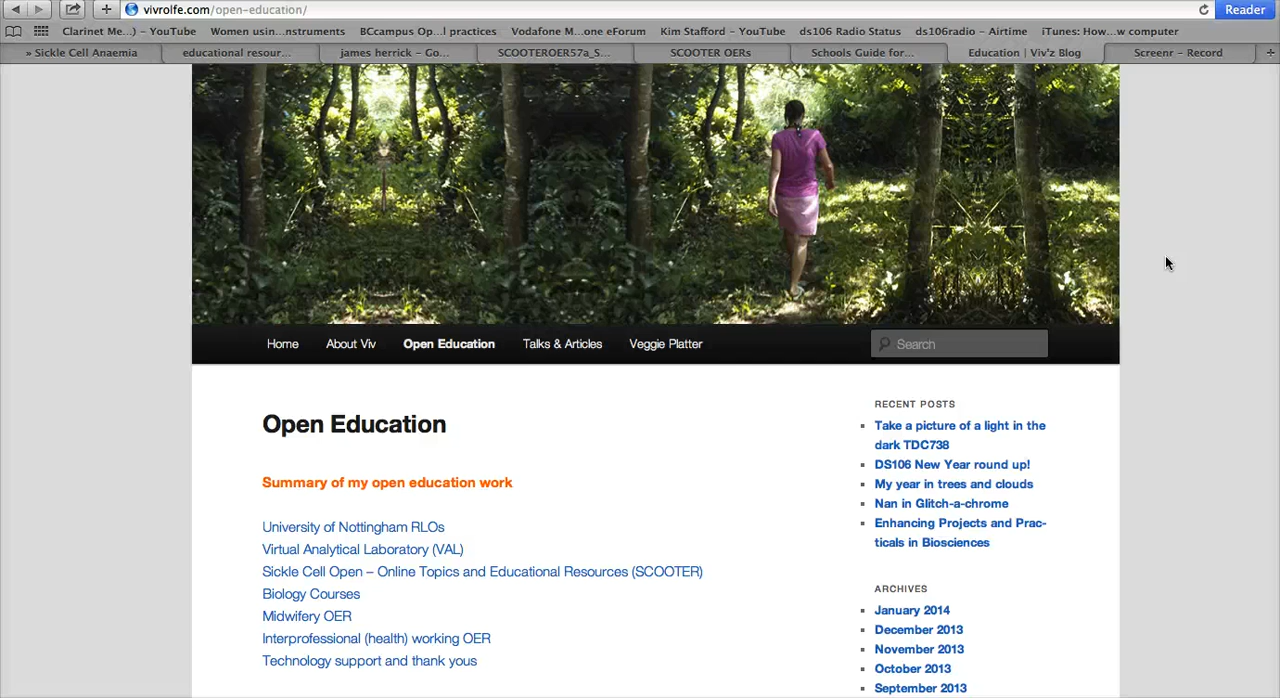 vivrolfe.com/open-education/
Reader
Clarinet Me...) – YouTube
Women usin...nstruments
BCcampus Op...l practices
Vodafone M...one eForum
Kim Stafford – YouTube
ds106 Radio Status
ds106radio – Airtime
iTunes: How...w computer
» Sickle Cell Anaemia
educational resour...
james herrick – Go...
SCOOTEROER57a_S...
SCOOTER OERs
Schools Guide for...
Education | Viv'z Blog
Screenr – Record
Home
About Viv
Open Education
Talks & Articles
Veggie Platter
Search
Open Education
Summary of my open education work
University of Nottingham RLOs
Virtual Analytical Laboratory (VAL)
Sickle Cell Open – Online Topics and Educational Resources (SCOOTER)
Biology Courses
Midwifery OER
Interprofessional (health) working OER
Technology support and thank yous
RECENT POSTS
Take a picture of a light in the
dark TDC738
DS106 New Year round up!
My year in trees and clouds
Nan in Glitch-a-chrome
Enhancing Projects and Prac-
ticals in Biosciences
ARCHIVES
January 2014
December 2013
November 2013
October 2013
September 2013